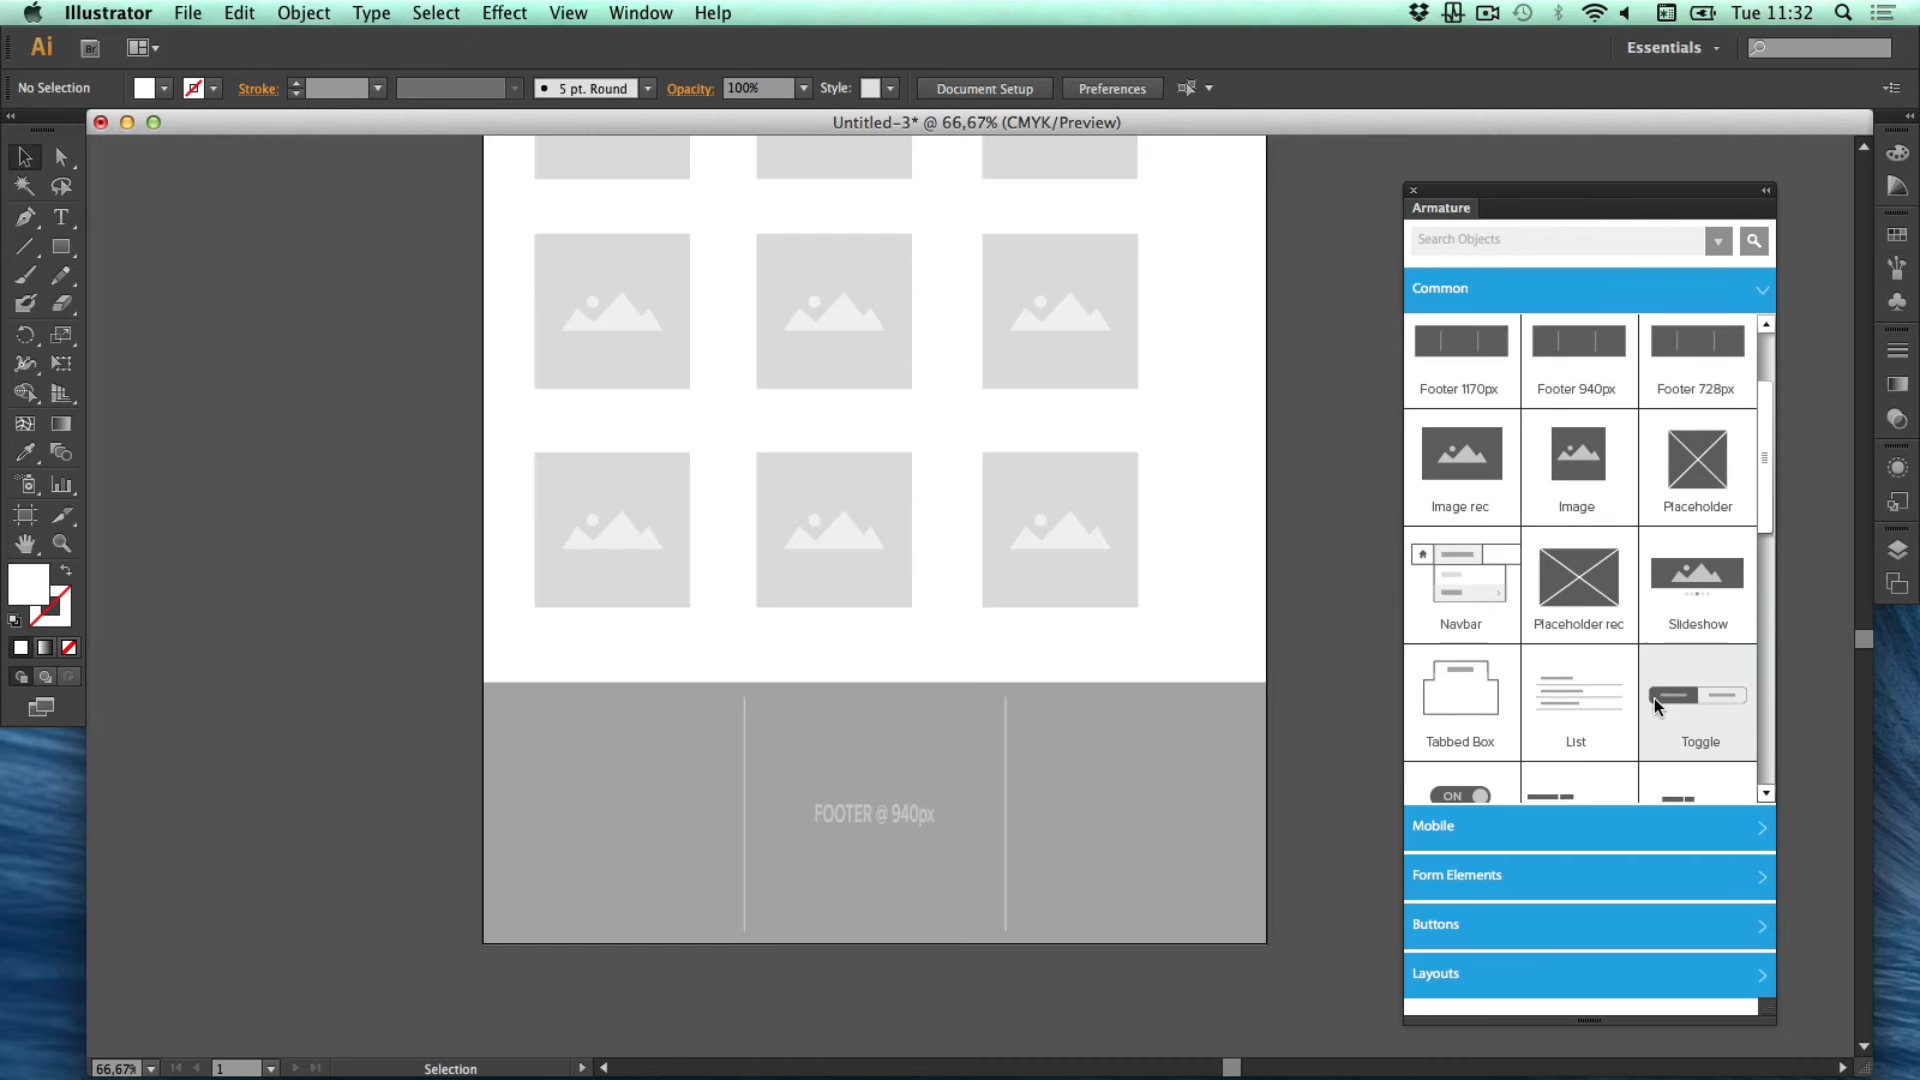 Illustrator File Edit Object Type Select Effect View Window Help Tue 11:32
Ai Br Essentials
No Selection Stroke: 5 pt. Round Opacity: 100% Style: Document Setup Preferences
Untitled-3* @ 66,67% (CMYK/Preview)
Armature
Search Objects
Common
Footer 1170px Footer 940px Footer 728px
Image rec Image Placeholder
Navbar Placeholder rec Slideshow
Tabbed Box List Toggle
ON
FOOTER @ 940px
Mobile
Form Elements
Buttons
Layouts
66,67% 1 Selection